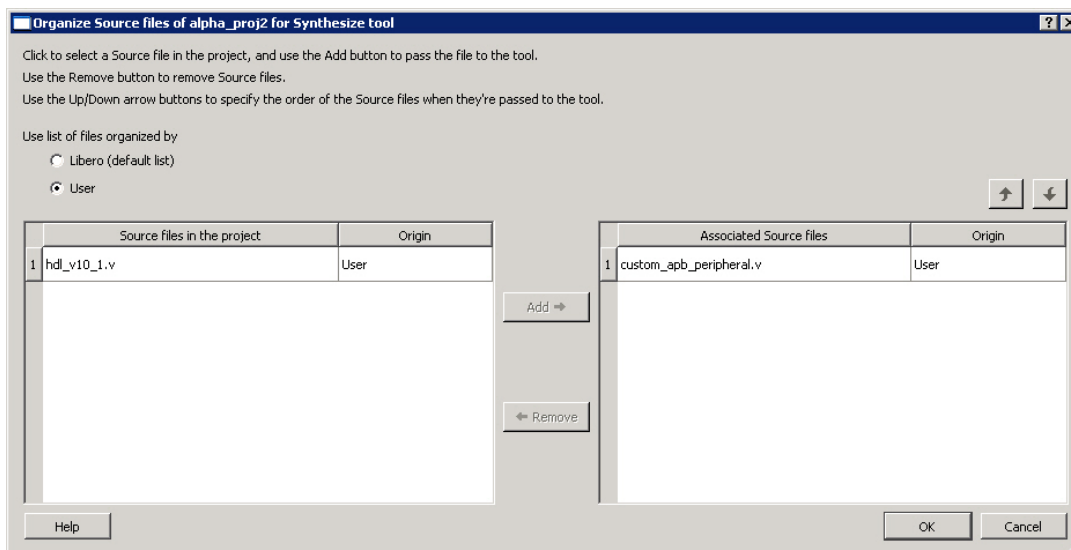 Organize Source files of alpha_proj2 for Synthesize tool
Click to select a Source file in the project, and use the Add button to pass the file to the tool.
Use the Remove button to remove Source files.
Use the Up/Down arrow buttons to specify the order of the Source files when they're passed to the tool.
Use list of files organized by
Libero (default list)
User
Source files in the project Origin
1 hdl_v10_1.v User
Add
Remove
Associated Source files Origin
1 custom_apb_peripheral.v User
Help
OK
Cancel